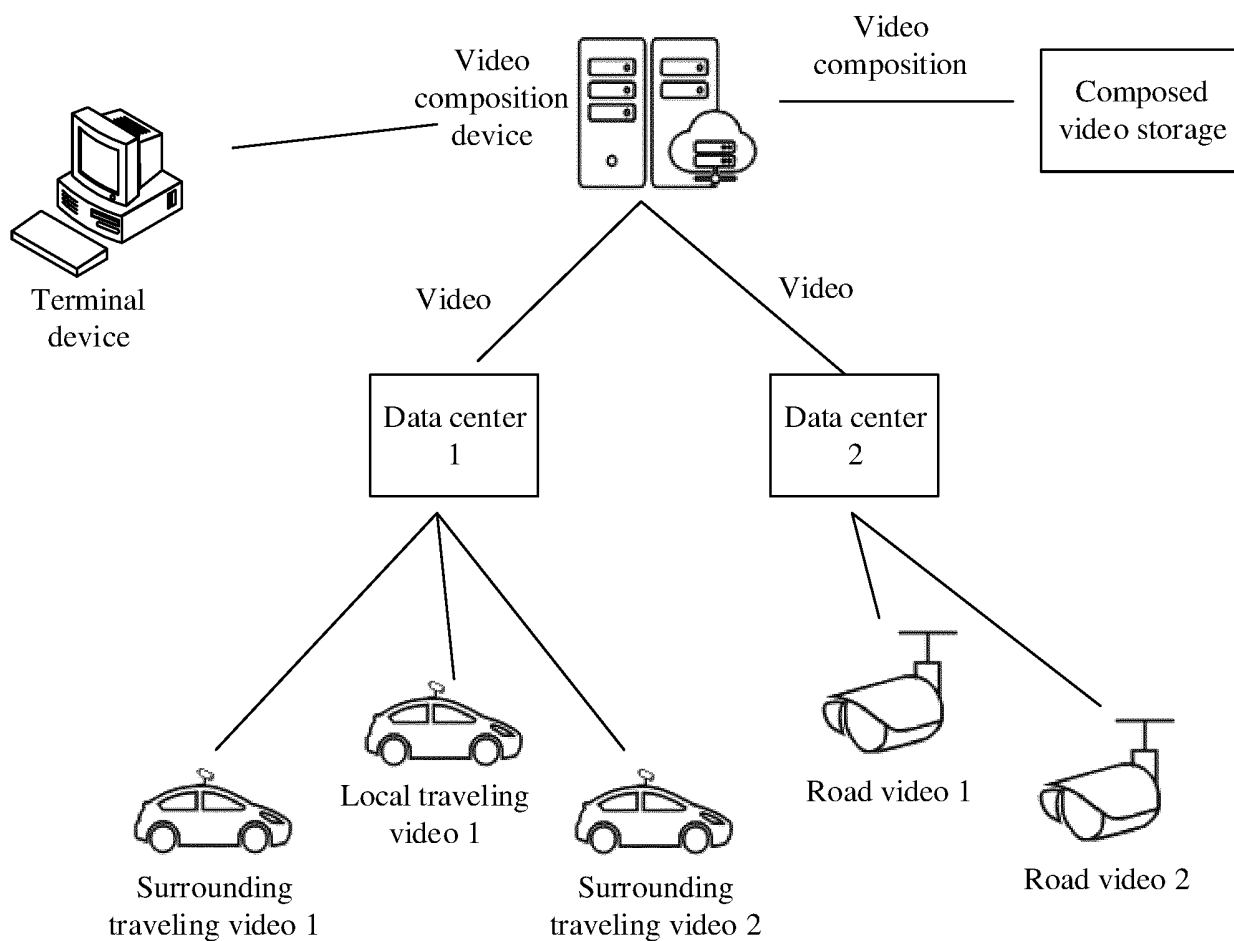 Video
composition
device
Video
composition
Composed
video storage
Terminal
device
Video
Video
Data center
1
Data center
2
Local traveling
video 1
Road video 1
Surrounding
traveling video 1
Surrounding
traveling video 2
Road video 2